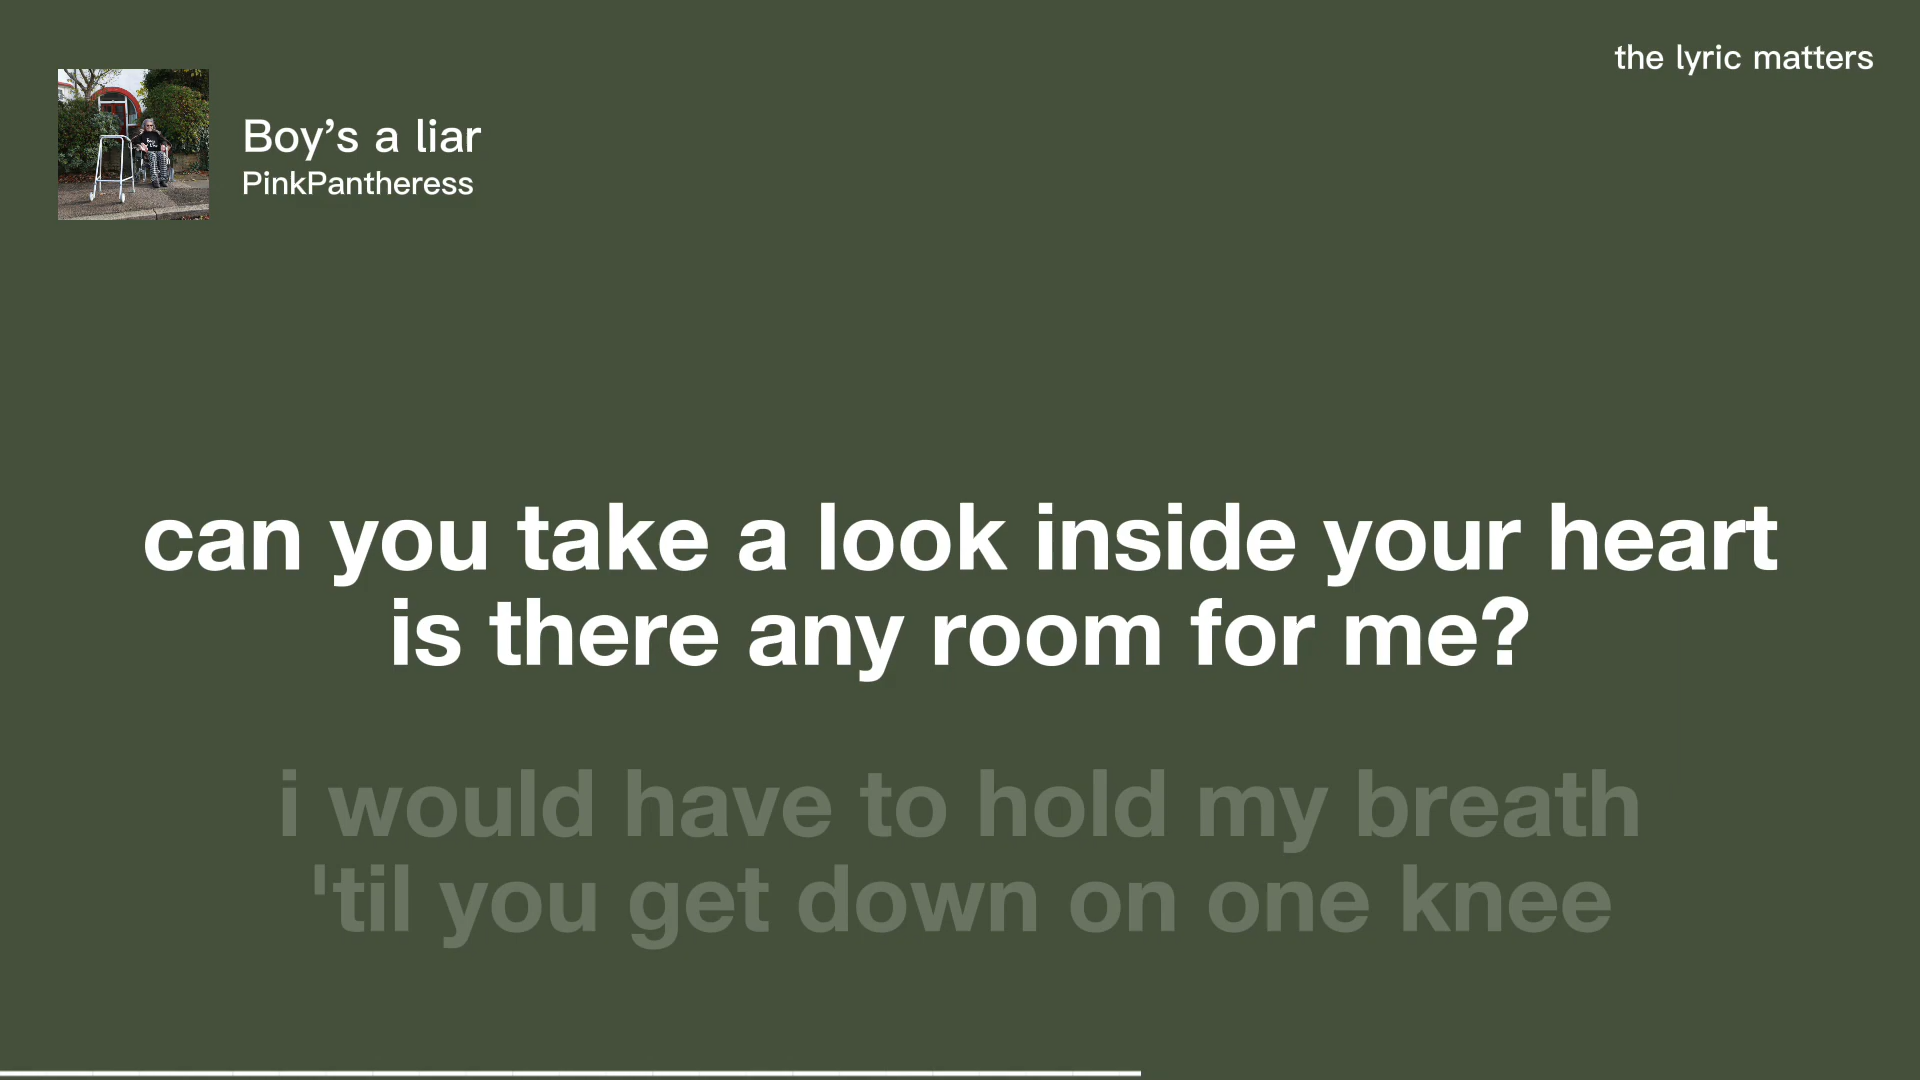 the lyric matters
Boy’s a liar
PinkPantheress
can you take a look inside your heart
is there any room for me?
i would have to hold my breath
'til you get down on one knee